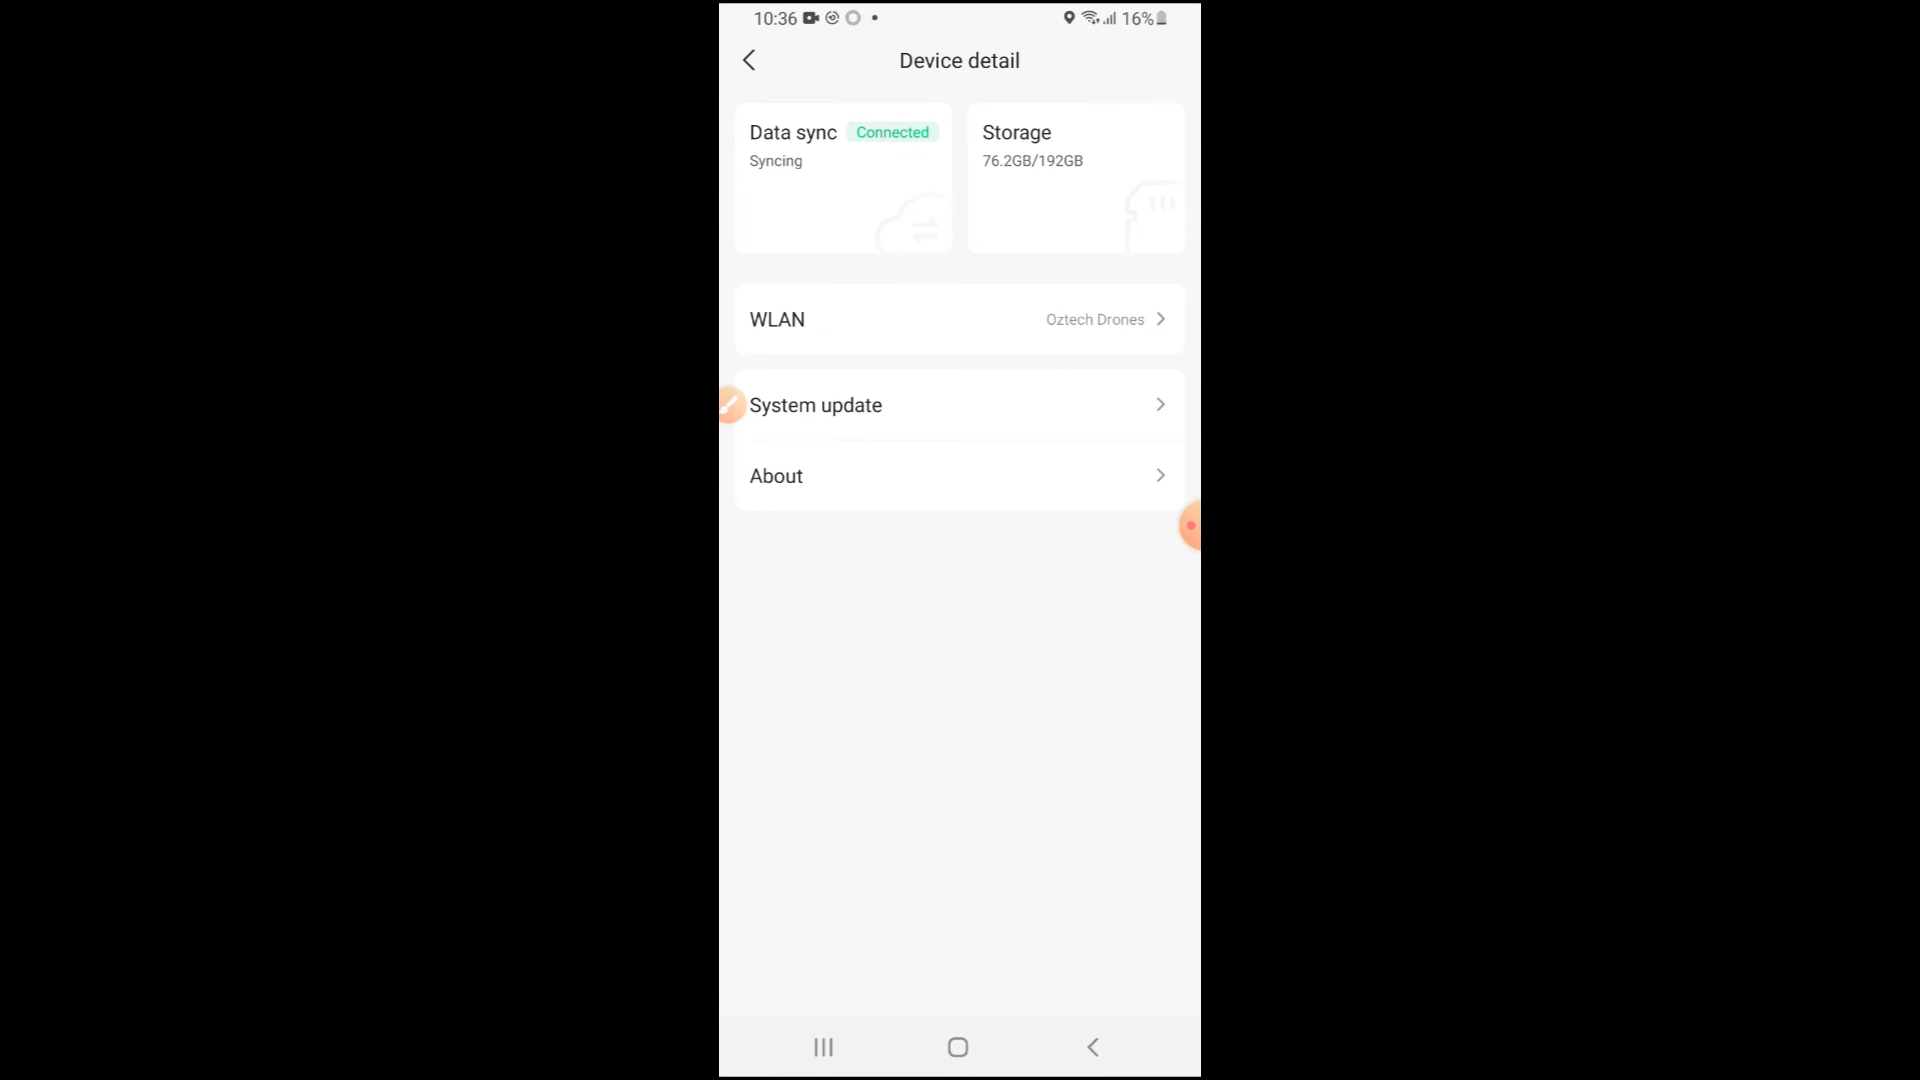 10:36
16%
Device detail
Data sync Connected
Syncing
Storage
76.2GB/192GB
WLAN
Oztech Drones
System update
About